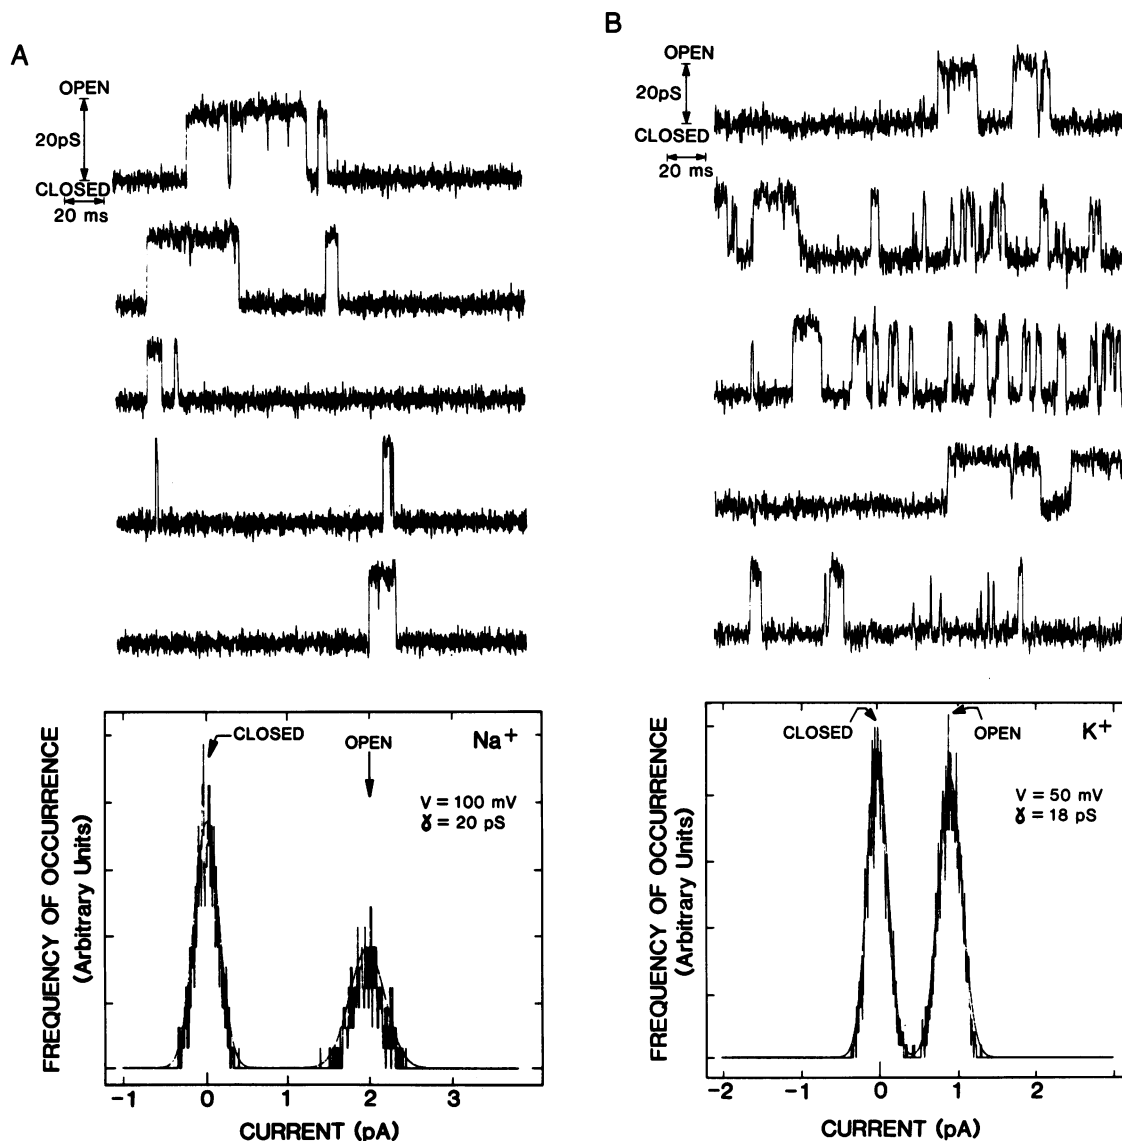 A
OPEN
20pS
CLOSED
20 ms
B
OPEN
20pS
CLOSED
20 ms
FREQUENCY OF OCCURRENCE
(Arbitrary Units)
CLOSED
OPEN
Na+
V = 100 mV
ɣ = 20 pS
-1 0 1 2 3
CURRENT (pA)
FREQUENCY OF OCCURRENCE
(Arbitrary Units)
CLOSED
OPEN
K+
V = 50 mV
ɣ = 18 pS
-2 -1 0 1 2
CURRENT (pA)